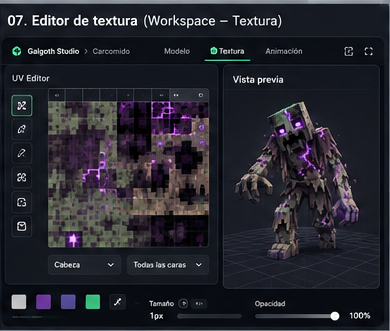 07. Editor de textura (Workspace – Textura)
Galgoth Studio > Carcomido
Modelo
Textura
Animación
UV Editor
Vista previa
Cabeza
Todas las caras
Tamaño
1px
Opacidad
100%